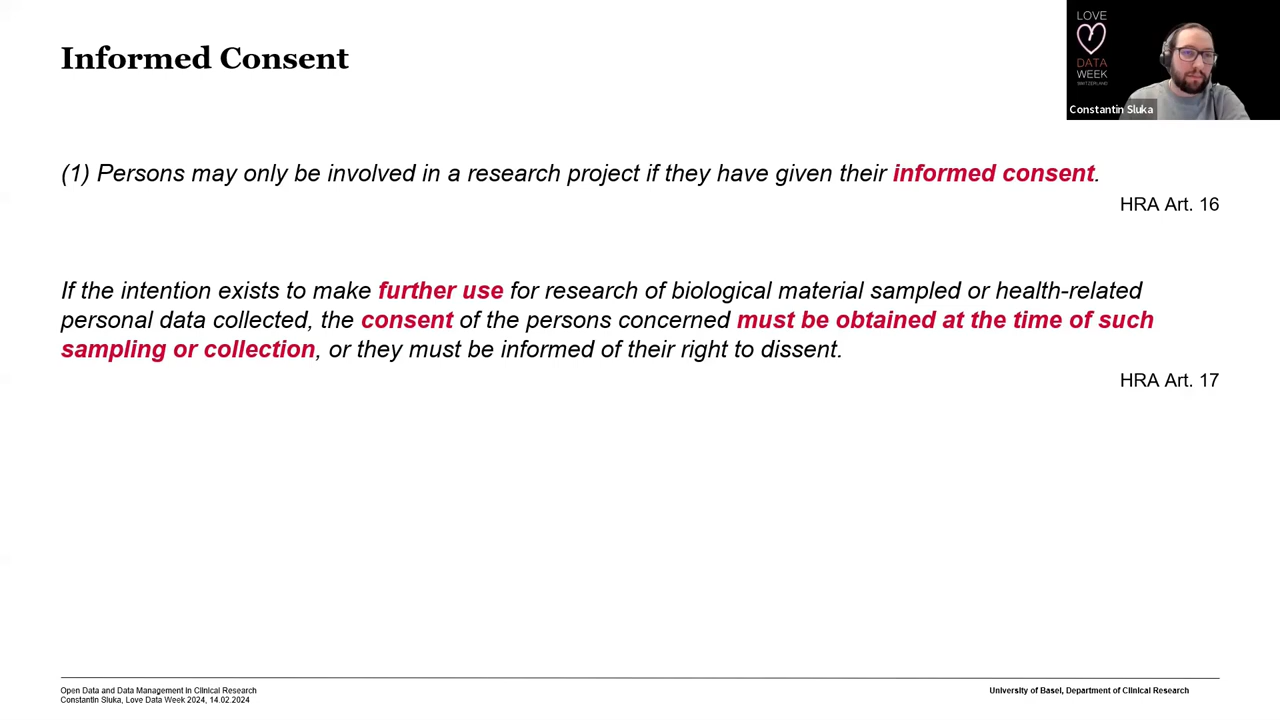 Informed Consent
LOVE
DATA
WEEK
SWITZERLAND
Constantin Sluka
(1) Persons may only be involved in a research project if they have given their informed consent.
HRA Art. 16
If the intention exists to make further use for research of biological material sampled or health-related
personal data collected, the consent of the persons concerned must be obtained at the time of such
sampling or collection, or they must be informed of their right to dissent.
HRA Art. 17
Open Data and Data Management in Clinical Research
Constantin Sluka, Love Data Week 2024, 14.02.2024
University of Basel, Department of Clinical Research